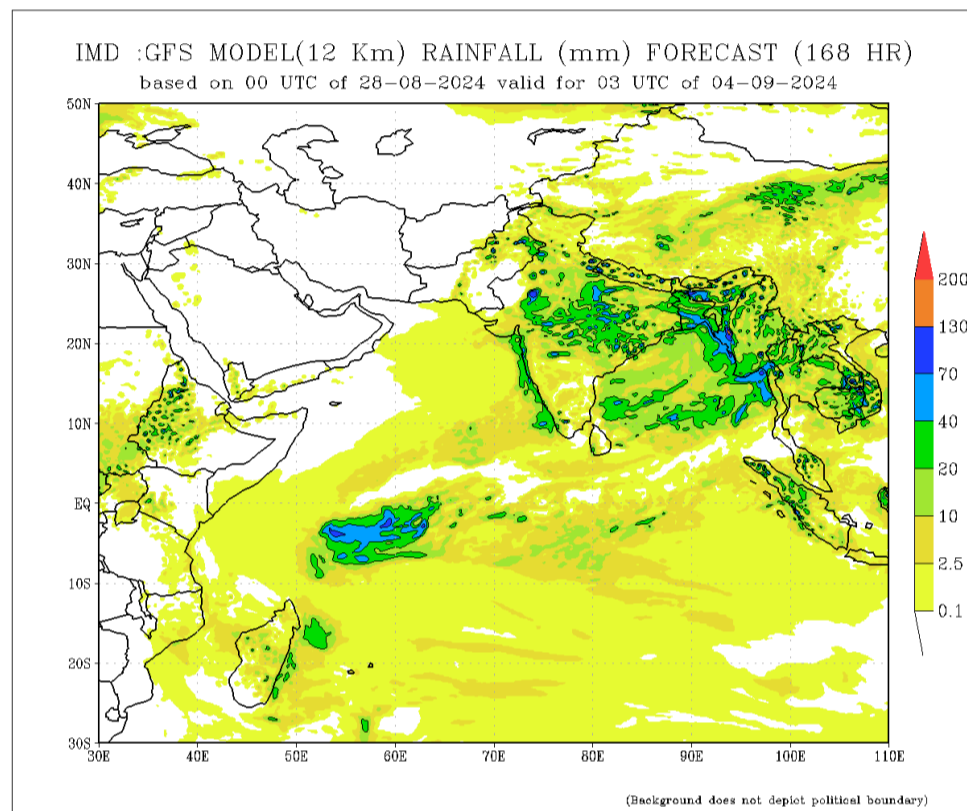 IMD :GFS MODEL(12 Km) RAINFALL (mm) FORECAST (168 HR)
based on 00 UTC of 28-08-2024 valid for 03 UTC of 04-09-2024
50N
40N
30N
20N
10N
EQ
10S
20S
30S
30E 40E 50E 60E 70E 80E 90E 100E 110E
200
130
70
40
20
10
2.5
0.1
(Background does not depict political boundary)